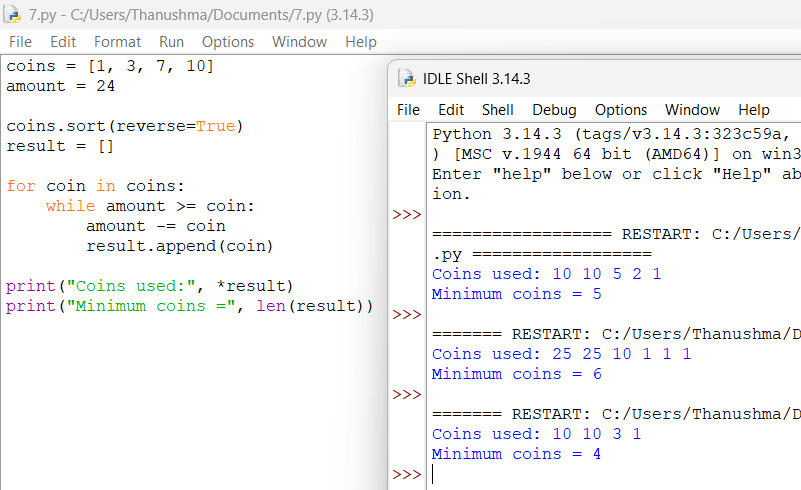 7.py - C:/Users/Thanushma/Documents/7.py (3.14.3)
File Edit Format Run Options Window Help
coins = [1, 3, 7, 10]
amount = 24
coins.sort(reverse=True)
result = []
for coin in coins:
    while amount >= coin:
        amount -= coin
        result.append(coin)
print("Coins used:", *result)
print("Minimum coins =", len(result))
IDLE Shell 3.14.3
File Edit Shell Debug Options Window Help
Python 3.14.3 (tags/v3.14.3:323c59a,
) [MSC v.1944 64 bit (AMD64)] on win3
Enter "help" below or click "Help" ab
ion.
>>>
================== RESTART: C:/Users/
.py ==================
Coins used: 10 10 5 2 1
Minimum coins = 5
>>>
======= RESTART: C:/Users/Thanushma/D
Coins used: 25 25 10 1 1 1
Minimum coins = 6
>>>
======= RESTART: C:/Users/Thanushma/D
Coins used: 10 10 3 1
Minimum coins = 4
>>>